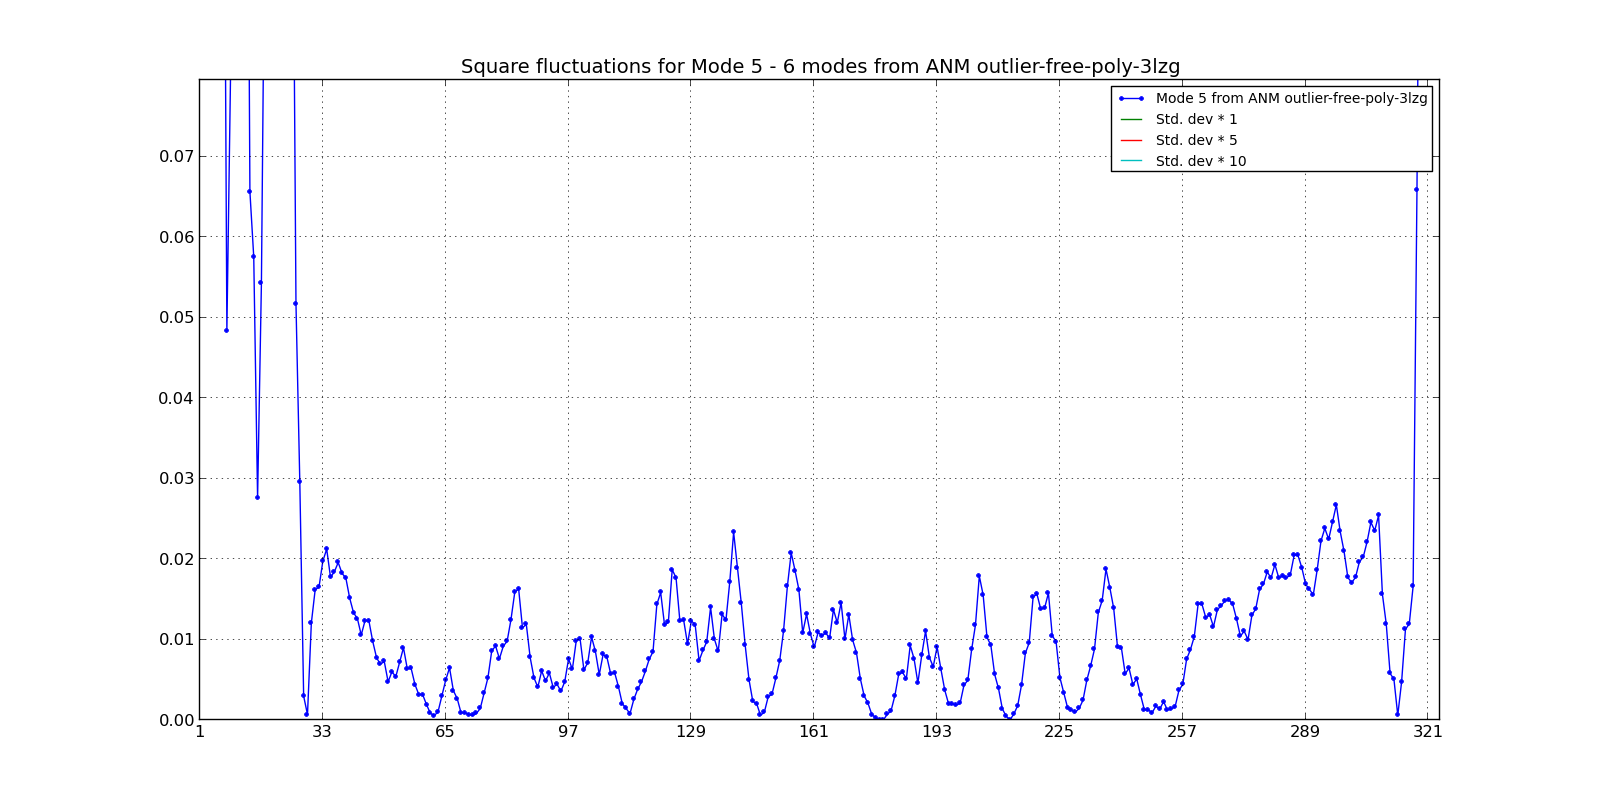 Square fluctuations for Mode 5 - 6 modes from ANM outlier-free-poly-3lzg
Mode 5 from ANM outlier-free-poly-3lzg
Std. dev * 1
Std. dev * 5
Std. dev * 10
0.07
0.06
0.05
0.04
0.03
0.02
0.01
0.00
1 33 65 97 129 161 193 225 257 289 321